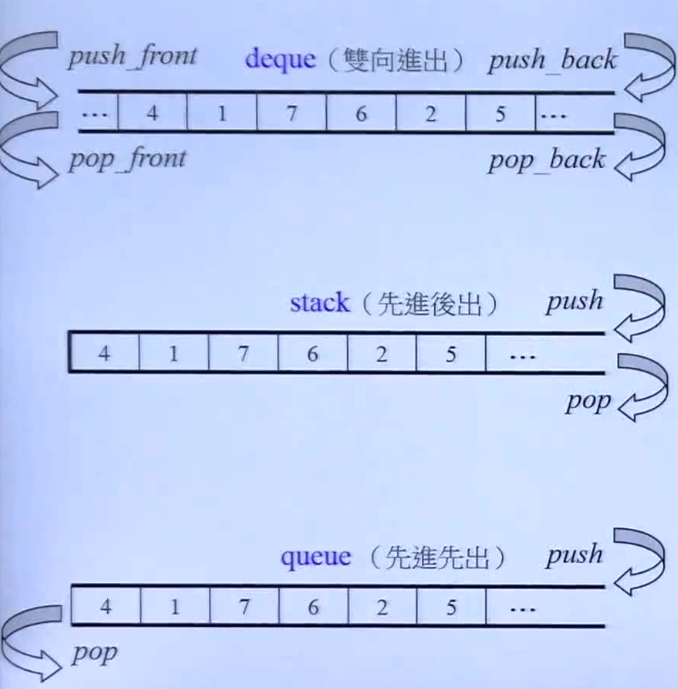 push_front deque（雙向進出） push_back
... 4 1 7 6 2 5 ...
pop_front pop_back
stack（先進後出） push
4 1 7 6 2 5 ...
pop
queue（先進先出） push
4 1 7 6 2 5 ...
pop